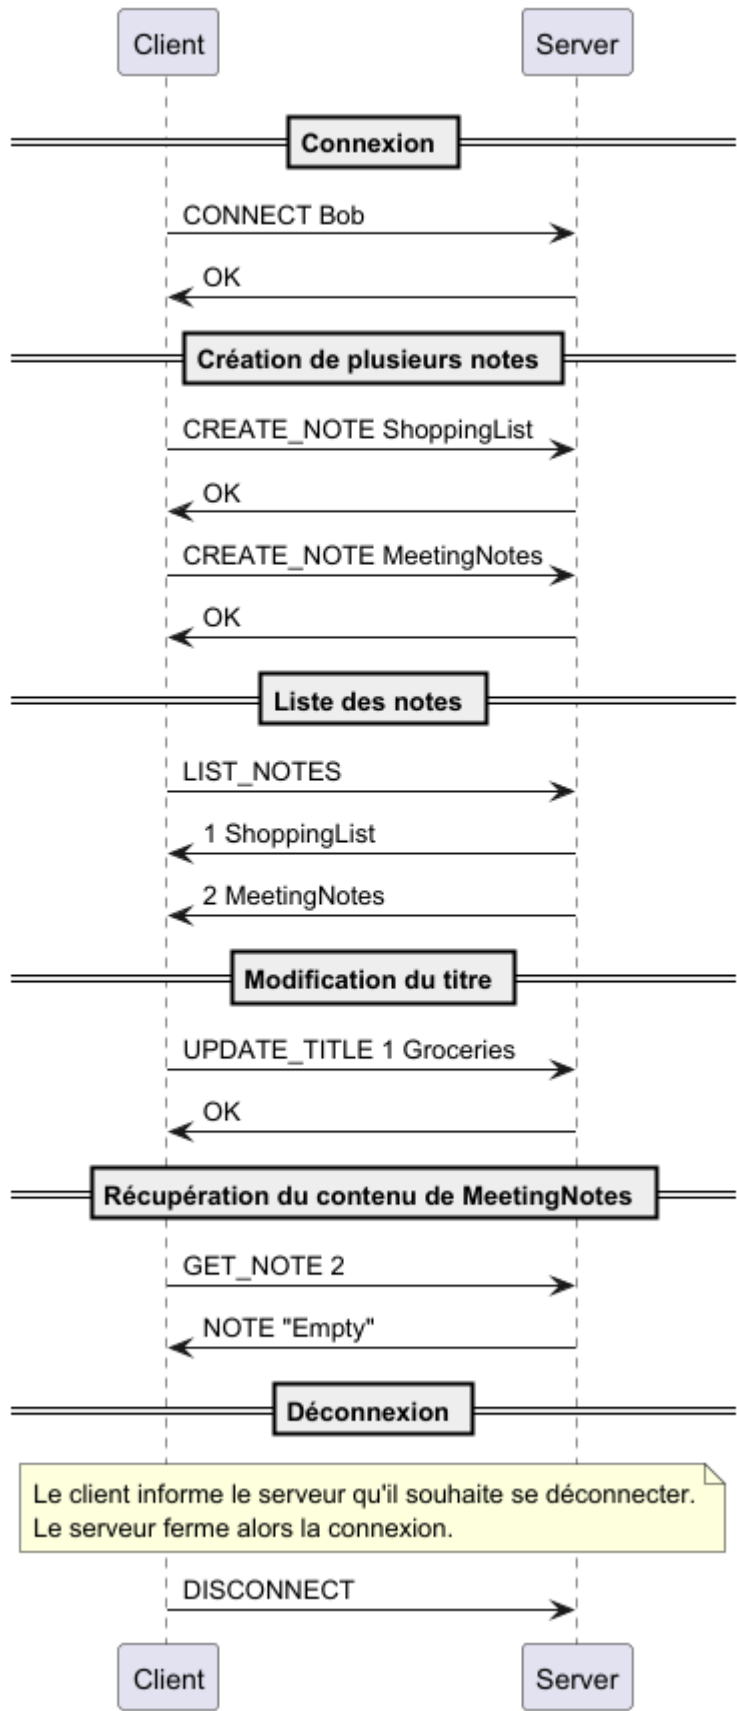 Client
Server
Connexion
CONNECT Bob
OK
Création de plusieurs notes
CREATE_NOTE ShoppingList
OK
CREATE_NOTE MeetingNotes
OK
Liste des notes
LIST_NOTES
1 ShoppingList
2 MeetingNotes
Modification du titre
UPDATE_TITLE 1 Groceries
OK
Récupération du contenu de MeetingNotes
GET_NOTE 2
NOTE "Empty"
Déconnexion
Le client informe le serveur qu'il souhaite se déconnecter.
Le serveur ferme alors la connexion.
DISCONNECT
Client
Server